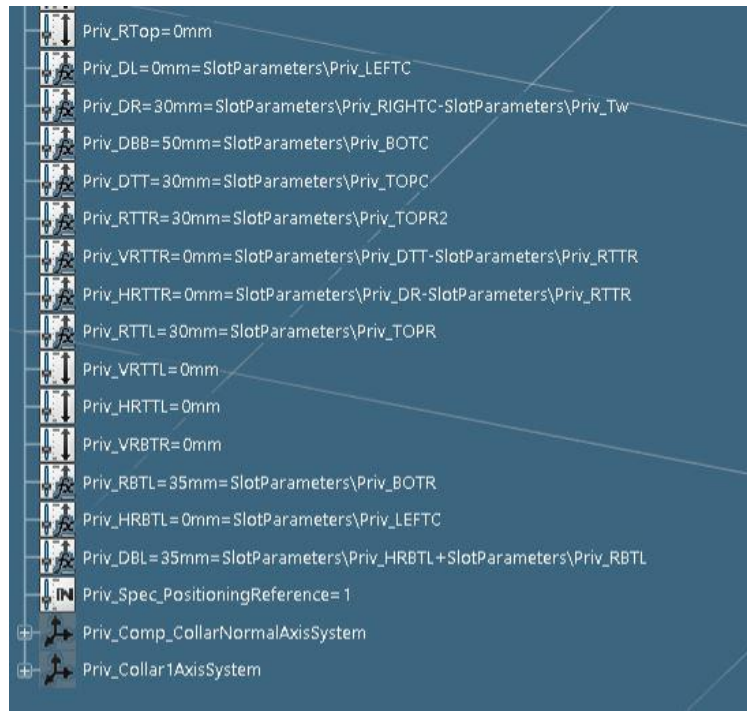 Priv_RTop=0mm
Priv_DL=0mm=SlotParameters\Priv_LEFTC
Priv_DR=30mm=SlotParameters\Priv_RIGHTC-SlotParameters\Priv_Tw
Priv_DBB=50mm=SlotParameters\Priv_BOTC
Priv_DTT=30mm=SlotParameters\Priv_TOPC
Priv_RTTR=30mm=SlotParameters\Priv_TOPR2
Priv_VRTTR=0mm=SlotParameters\Priv_DTT-SlotParameters\Priv_RTTR
Priv_HRTTR=0mm=SlotParameters\Priv_DR-SlotParameters\Priv_RTTR
Priv_RTTL=30mm=SlotParameters\Priv_TOPR
Priv_VRTTL=0mm
Priv_HRTTL=0mm
Priv_VRBTR=0mm
Priv_RBTL=35mm=SlotParameters\Priv_BOTR
Priv_HRBTL=0mm=SlotParameters\Priv_LEFTC
Priv_DBL=35mm=SlotParameters\Priv_HRBTL+SlotParameters\Priv_RBTL
IN Priv_Spec_PositioningReference=1
Priv_Comp_CollarNormalAxisSystem
Priv_Collar1AxisSystem